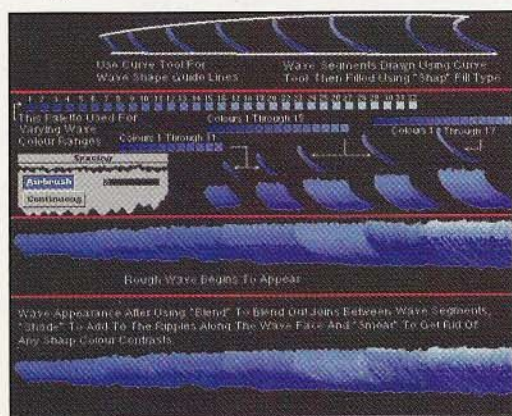 Use Curve Tool For
Wave Shape Guide Lines
Wave Segments Drawn Using Curve
Tool Then Filled Using "Shap" Fill Type
This Palette Used For
Varying Wave
Colour Ranges
Colours 1 Through 11
Colours 1 Through 15
Colours 1 Through 17
Spacing
Airbrush
Continuous
Rough Wave Begins To Appear
Wave Appearance After Using "Blend" To Blend Out Joins Between Wave Segments,
"Shade" To Add To The Ripples Along The Wave Face And "Smear" To Get Rid Of
Any Sharp Colour Contrasts